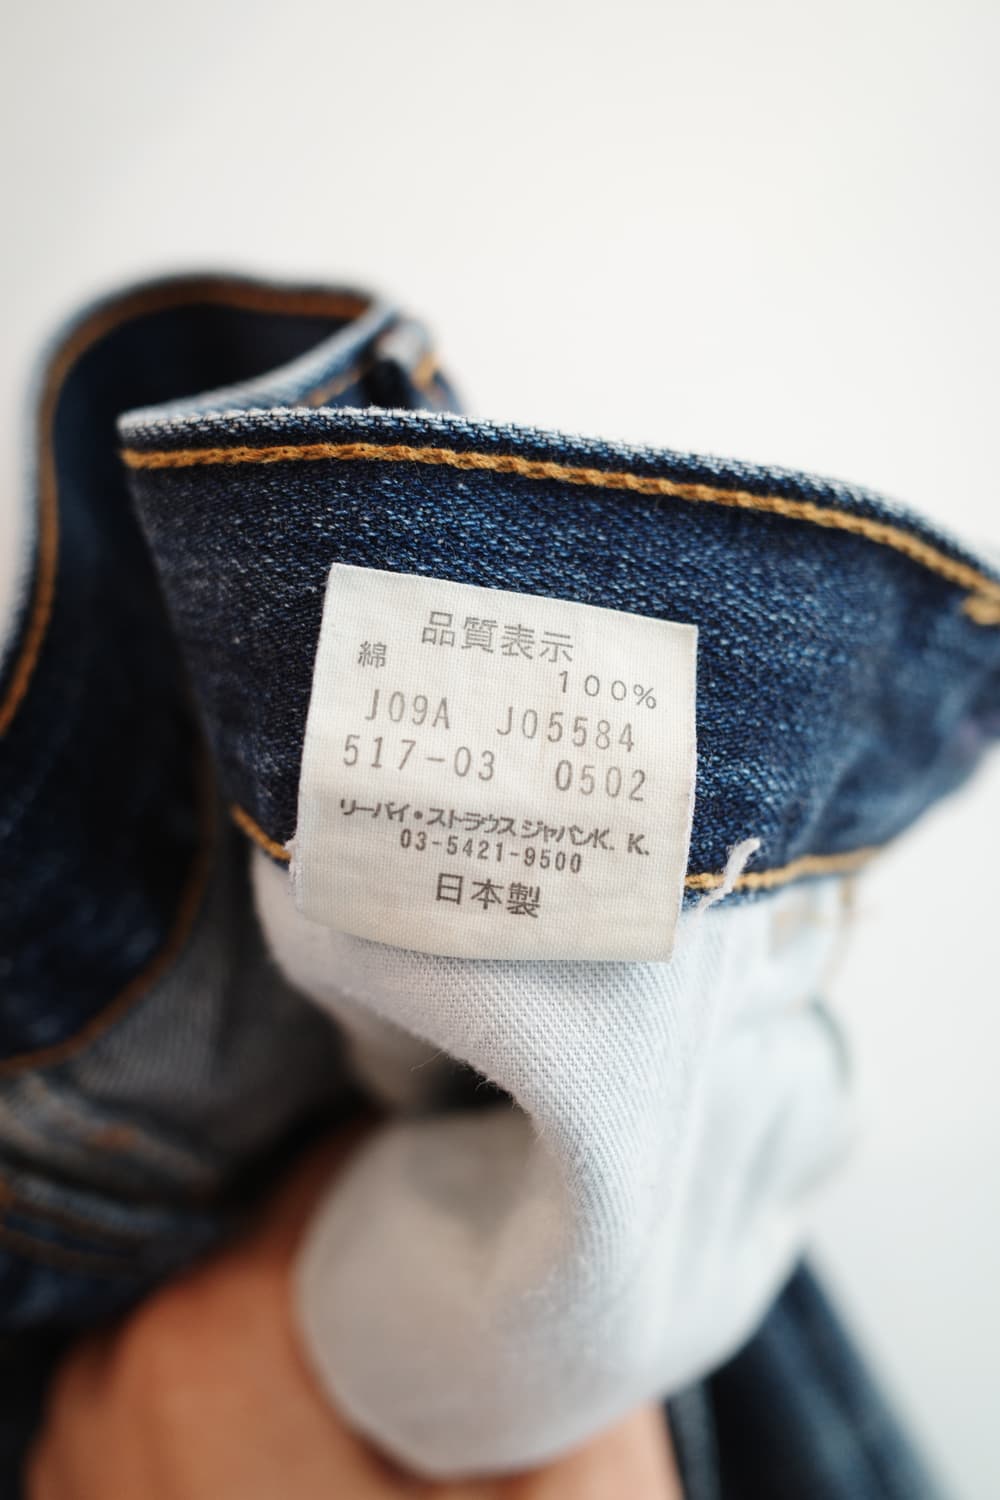 品質表示
綿 100%
J09A J05584
517-03 0502
リーバイ・ストラウス ジャパンK. K.
03-5421-9500
日本製